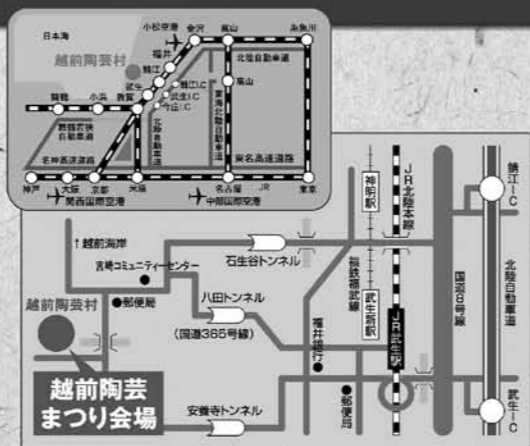 日本海
越前陶芸村
小松空港
金沢
高山
糸魚川
福井
北陸自動車道
鯖江
武生
鯖江I.C
武生I.C
今庄I.C
高山
舞鶴
小浜
敦賀
舞鶴若狭
自動車道
北陸自動車道
東海北陸自動車道
名神高速道路
東名高速道路
神戸
大阪
京都
米原
名古屋
JR
東京
関西国際空港
中部国際空港
↑越前海岸
宮崎コミュニティーセンター
石生谷トンネル
越前陶芸村
●郵便局
八田トンネル
(国道365号線)
越前陶芸
まつり会場
安養寺トンネル
福井銀行●
●郵便局
福鉄福武線
神明駅
武生新駅
JR北陸本線
JR武生駅
国道8号線
鯖江IC
北陸自動車道
武生IC